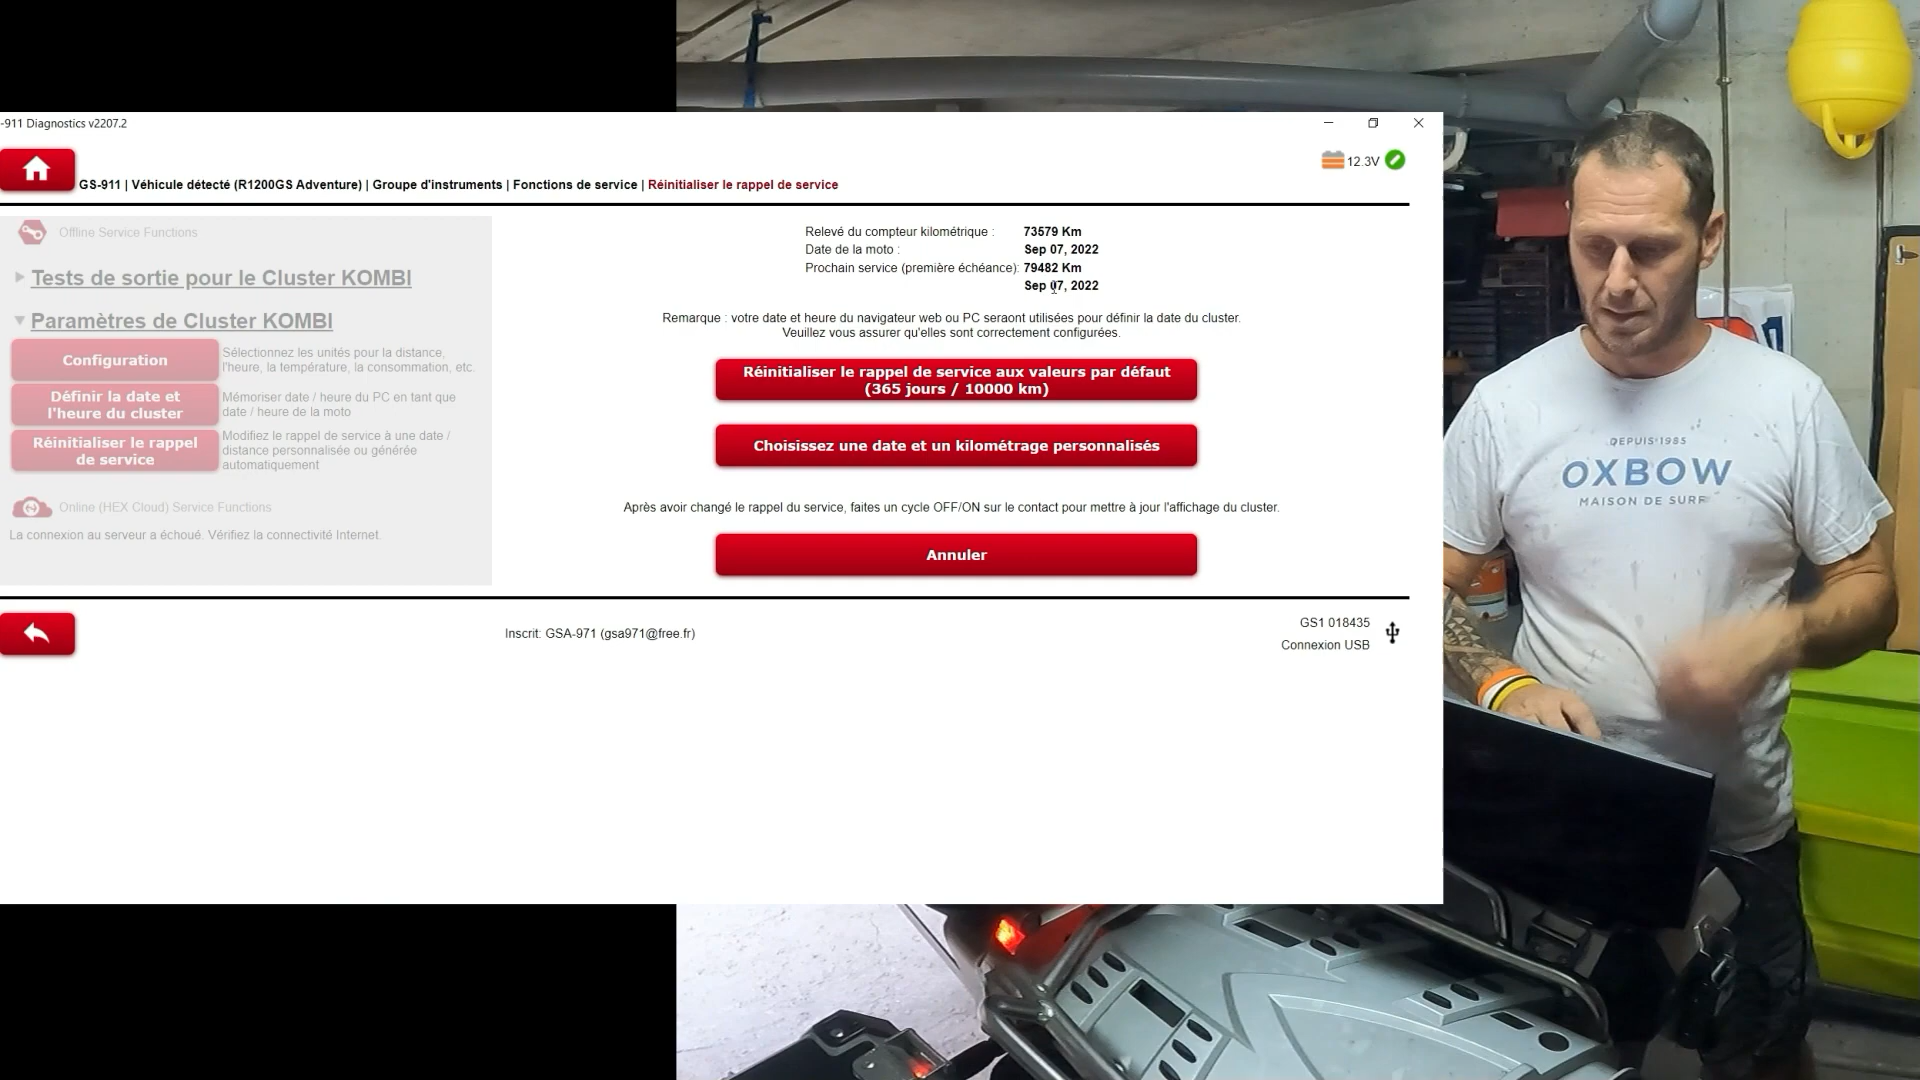 -911 Diagnostics v2207.2
12.3V
GS-911 | Véhicule détecté (R1200GS Adventure) | Groupe d'instruments | Fonctions de service | Réinitialiser le rappel de service
Offline Service Functions
Tests de sortie pour le Cluster KOMBI
Paramètres de Cluster KOMBI
Configuration
Sélectionnez les unités pour la distance,
l'heure, la température, la consommation, etc.
Définir la date et
l'heure du cluster
Mémoriser date / heure du PC en tant que
date / heure de la moto
Réinitialiser le rappel
de service
Modifiez le rappel de service à une date /
distance personnalisée ou générée
automatiquement
Online (HEX Cloud) Service Functions
La connexion au serveur a échoué. Vérifiez la connectivité Internet.
Relevé du compteur kilométrique : 73579 Km
Date de la moto : Sep 07, 2022
Prochain service (première échéance): 79482 Km
Sep 07, 2022
Remarque : votre date et heure du navigateur web ou PC seraont utilisées pour définir la date du cluster.
Veuillez vous assurer qu'elles sont correctement configurées.
Réinitialiser le rappel de service aux valeurs par défaut
(365 jours / 10000 km)
Choisissez une date et un kilométrage personnalisés
Après avoir changé le rappel du service, faites un cycle OFF/ON sur le contact pour mettre à jour l'affichage du cluster.
Annuler
Inscrit: GSA-971 (gsa971@free.fr)
GS1 018435
Connexion USB
DEPUIS 1985
OXBOW
MAISON DE SURF